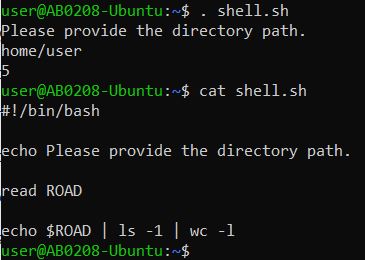 user@AB0208-Ubuntu:~$ . shell.sh
Please provide the directory path.
home/user
5
user@AB0208-Ubuntu:~$ cat shell.sh
#!/bin/bash

echo Please provide the directory path.

read ROAD

echo $ROAD | ls -1 | wc -l
user@AB0208-Ubuntu:~$